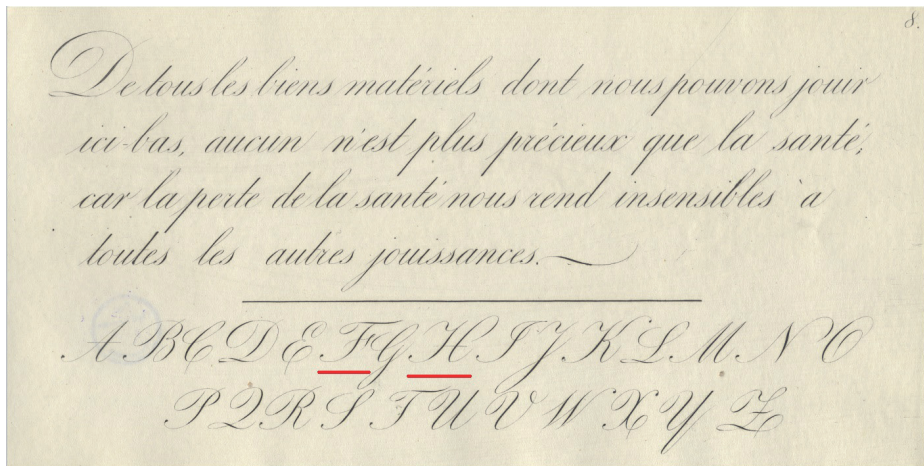 8.
De tous les biens matériels dont nous pouvons jouir
ici-bas, aucun n'est plus précieux que la santé,
car la perte de la santé nous rend insensibles à
toutes les autres jouissances.
A B C D E F G H I J K L M N O
P Q R S T U V W X Y Z